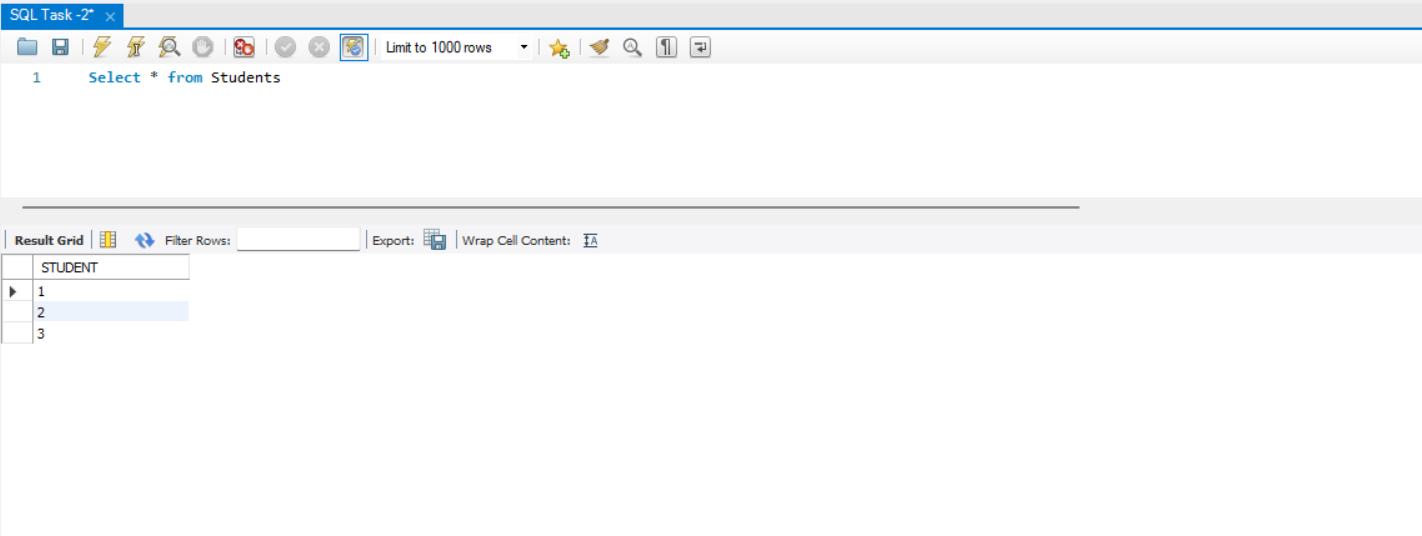 SQL Task -2*
Limit to 1000 rows
1 Select * from Students
Result Grid Filter Rows: Export: Wrap Cell Content:
STUDENT
1
2
3